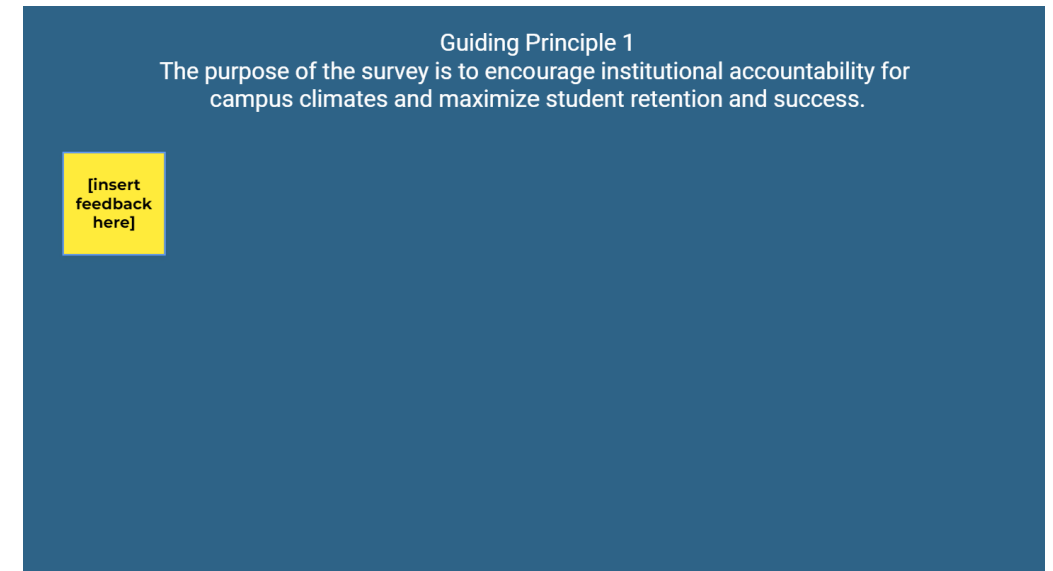 Guiding Principle 1
The purpose of the survey is to encourage institutional accountability for
campus climates and maximize student retention and success.
[insert
feedback
here]